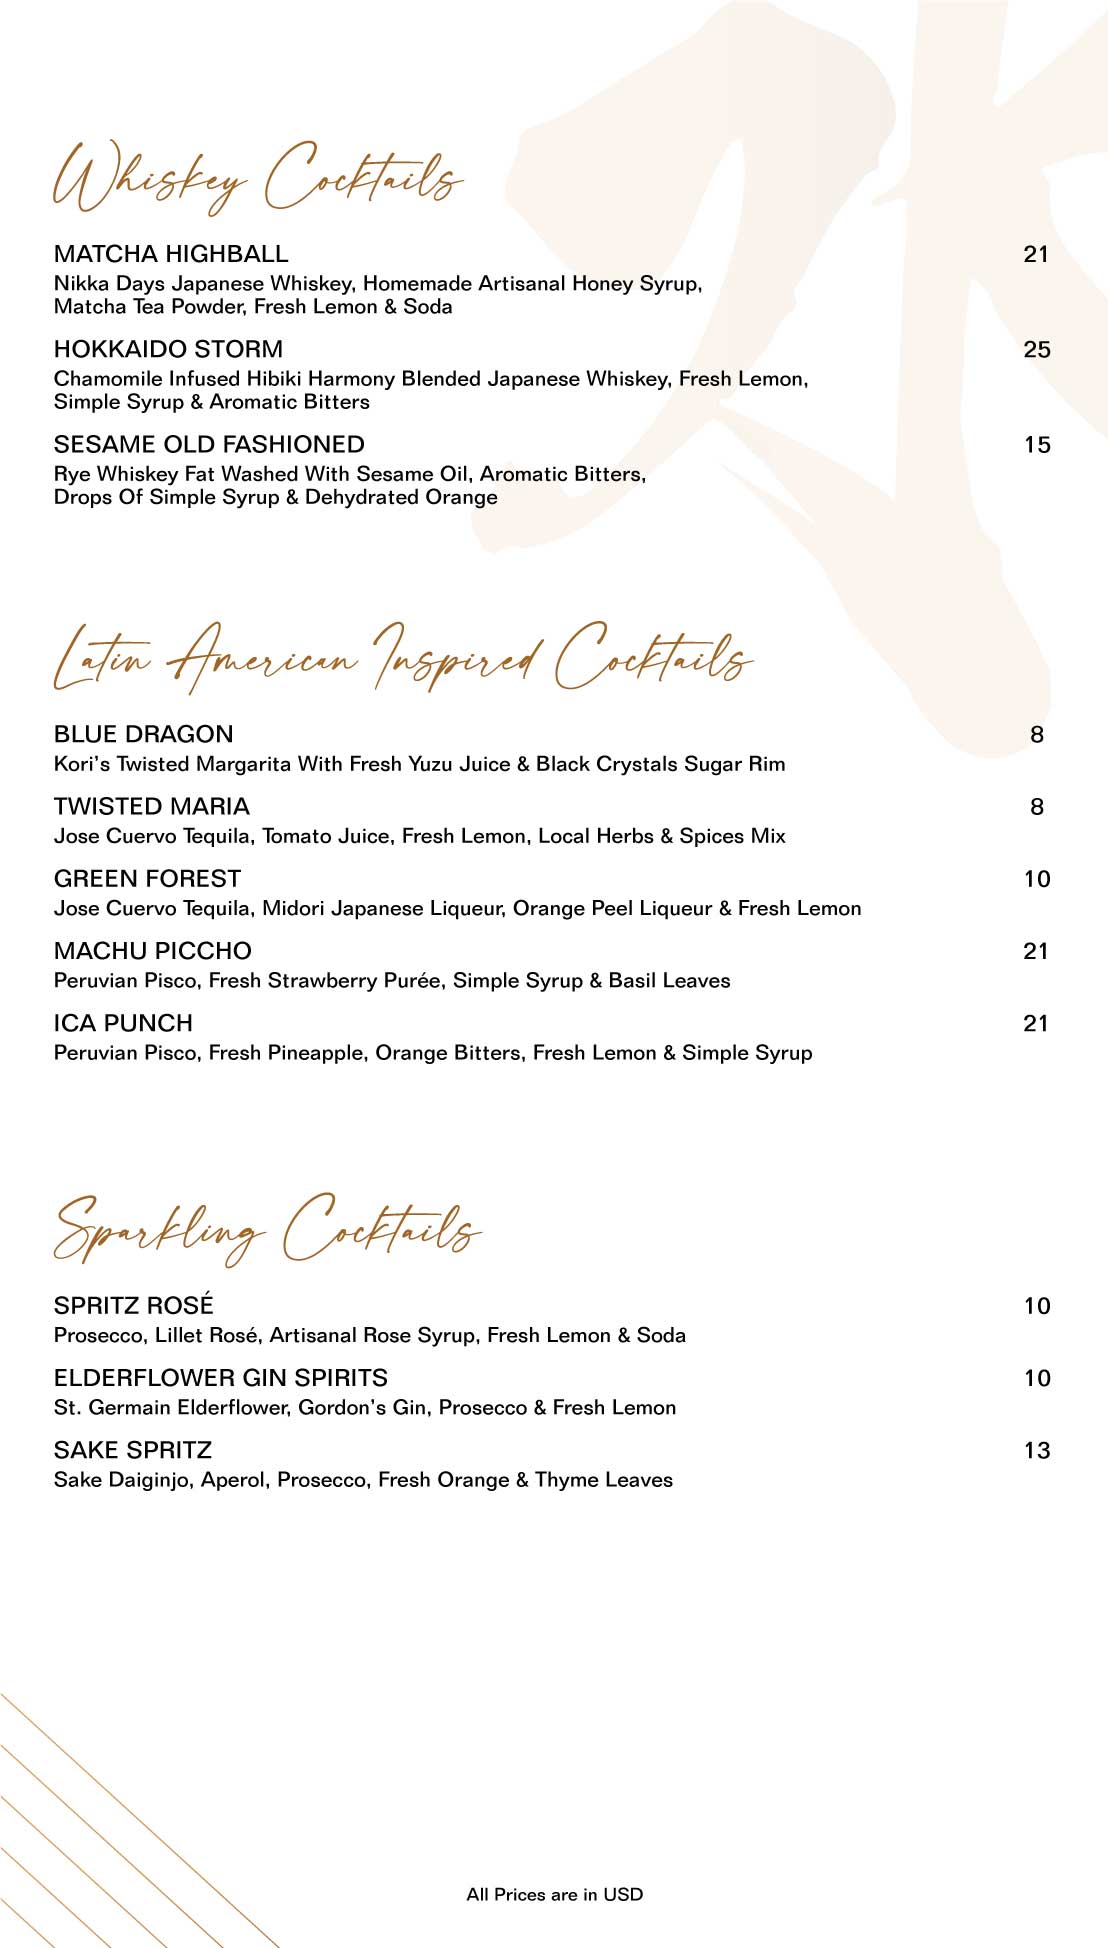 Whiskey Cocktails
MATCHA HIGHBALL 21
Nikka Days Japanese Whiskey, Homemade Artisanal Honey Syrup,
Matcha Tea Powder, Fresh Lemon & Soda
HOKKAIDO STORM 25
Chamomile Infused Hibiki Harmony Blended Japanese Whiskey, Fresh Lemon,
Simple Syrup & Aromatic Bitters
SESAME OLD FASHIONED 15
Rye Whiskey Fat Washed With Sesame Oil, Aromatic Bitters,
Drops Of Simple Syrup & Dehydrated Orange
Latin American Inspired Cocktails
BLUE DRAGON 8
Kori’s Twisted Margarita With Fresh Yuzu Juice & Black Crystals Sugar Rim
TWISTED MARIA 8
Jose Cuervo Tequila, Tomato Juice, Fresh Lemon, Local Herbs & Spices Mix
GREEN FOREST 10
Jose Cuervo Tequila, Midori Japanese Liqueur, Orange Peel Liqueur & Fresh Lemon
MACHU PICCHO 21
Peruvian Pisco, Fresh Strawberry Purée, Simple Syrup & Basil Leaves
ICA PUNCH 21
Peruvian Pisco, Fresh Pineapple, Orange Bitters, Fresh Lemon & Simple Syrup
Sparkling Cocktails
SPRITZ ROSÉ 10
Prosecco, Lillet Rosé, Artisanal Rose Syrup, Fresh Lemon & Soda
ELDERFLOWER GIN SPIRITS 10
St. Germain Elderflower, Gordon’s Gin, Prosecco & Fresh Lemon
SAKE SPRITZ 13
Sake Daiginjo, Aperol, Prosecco, Fresh Orange & Thyme Leaves
All Prices are in USD